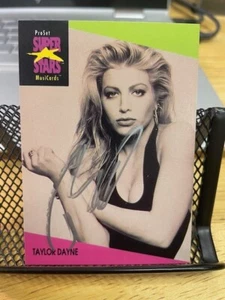 ProSet
SUPER
STARS
MusiCards
TAYLOR DAYNE